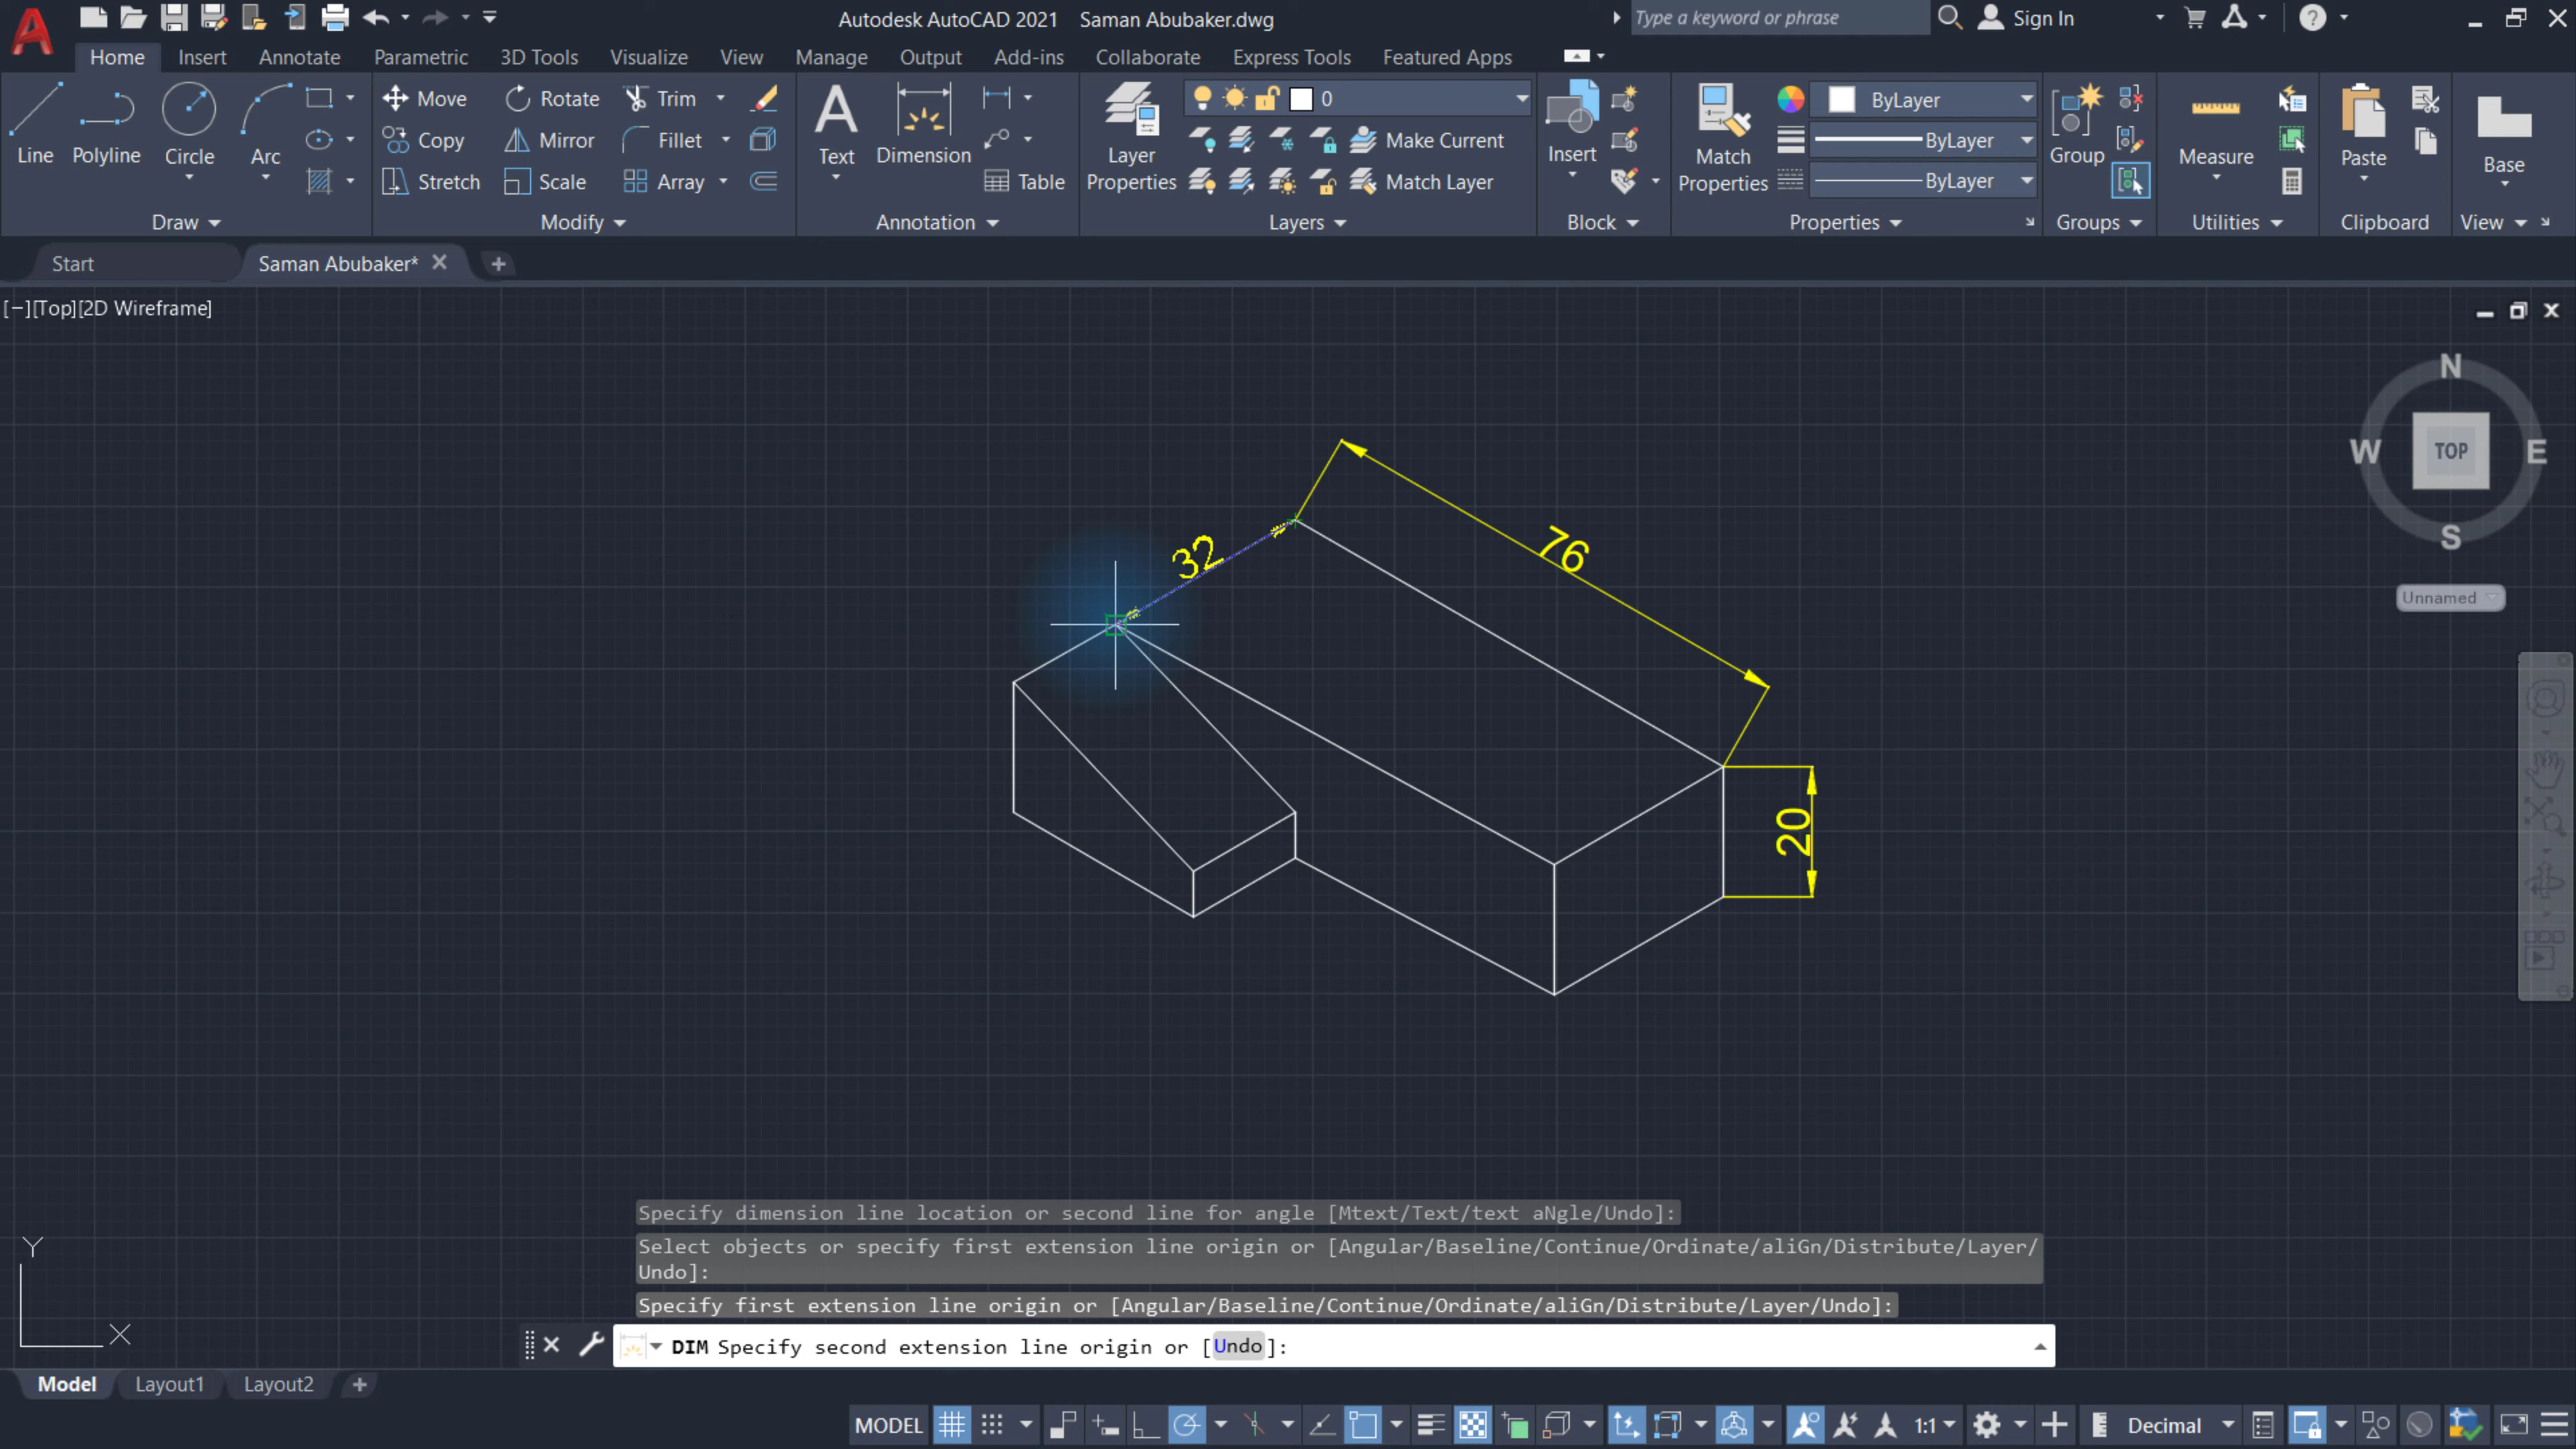 Autodesk AutoCAD 2021 Saman Abubaker.dwg
Type a keyword or phrase
Sign In
Home Insert Annotate Parametric 3D Tools Visualize View Manage Output Add-ins Collaborate Express Tools Featured Apps
Line Polyline Circle Arc
Draw
Move Rotate Trim
Copy Mirror Fillet
Stretch Scale Array
Modify
Text Dimension
Table
Annotation
Layer Properties
0
Make Current
Match Layer
Layers
Insert
Block
Match Properties
ByLayer
ByLayer
ByLayer
Properties
Group
Groups
Measure
Utilities
Paste
Clipboard
Base
View
Start Saman Abubaker*
[−][Top][2D Wireframe]
N
W TOP E
S
Unnamed
76
32
20
Y
X
Specify dimension line location or second line for angle [Mtext/Text/text aNgle/Undo]:
Select objects or specify first extension line origin or [Angular/Baseline/Continue/Ordinate/aliGn/Distribute/Layer/
Undo]:
Specify first extension line origin or [Angular/Baseline/Continue/Ordinate/aliGn/Distribute/Layer/Undo]:
DIM Specify second extension line origin or [Undo]:
Model Layout1 Layout2
MODEL 1:1 Decimal